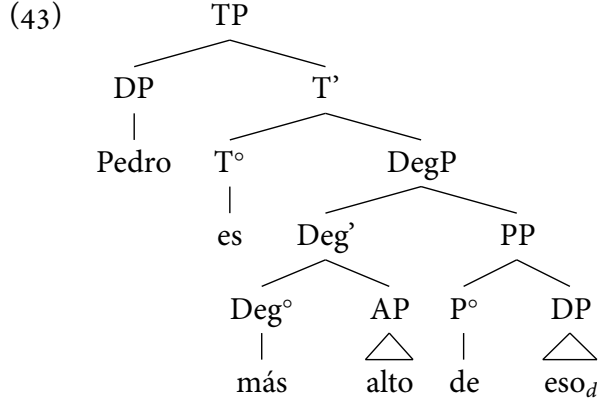 (43) TP
DP T’
Pedro T° DegP
es Deg’ PP
Deg° AP P° DP
más alto de eso_d